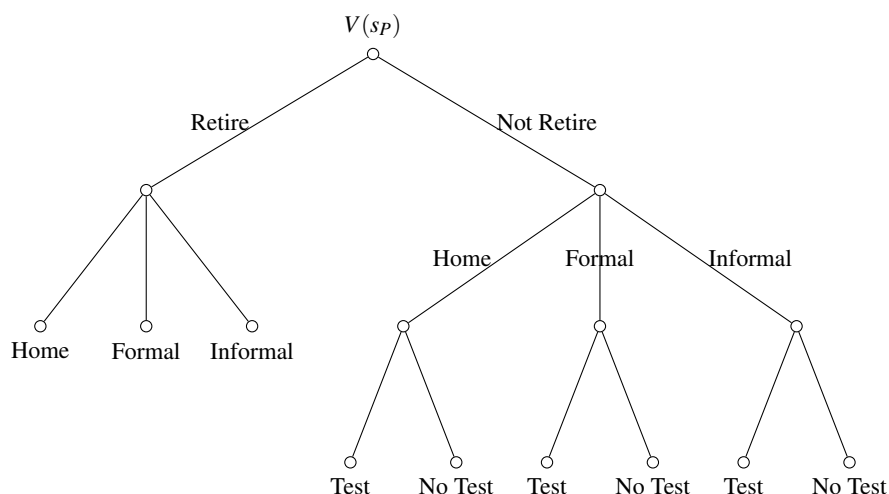 V(s_P)
Retire Not Retire
Home Formal Informal
Home Formal Informal
Test No Test Test No Test Test No Test